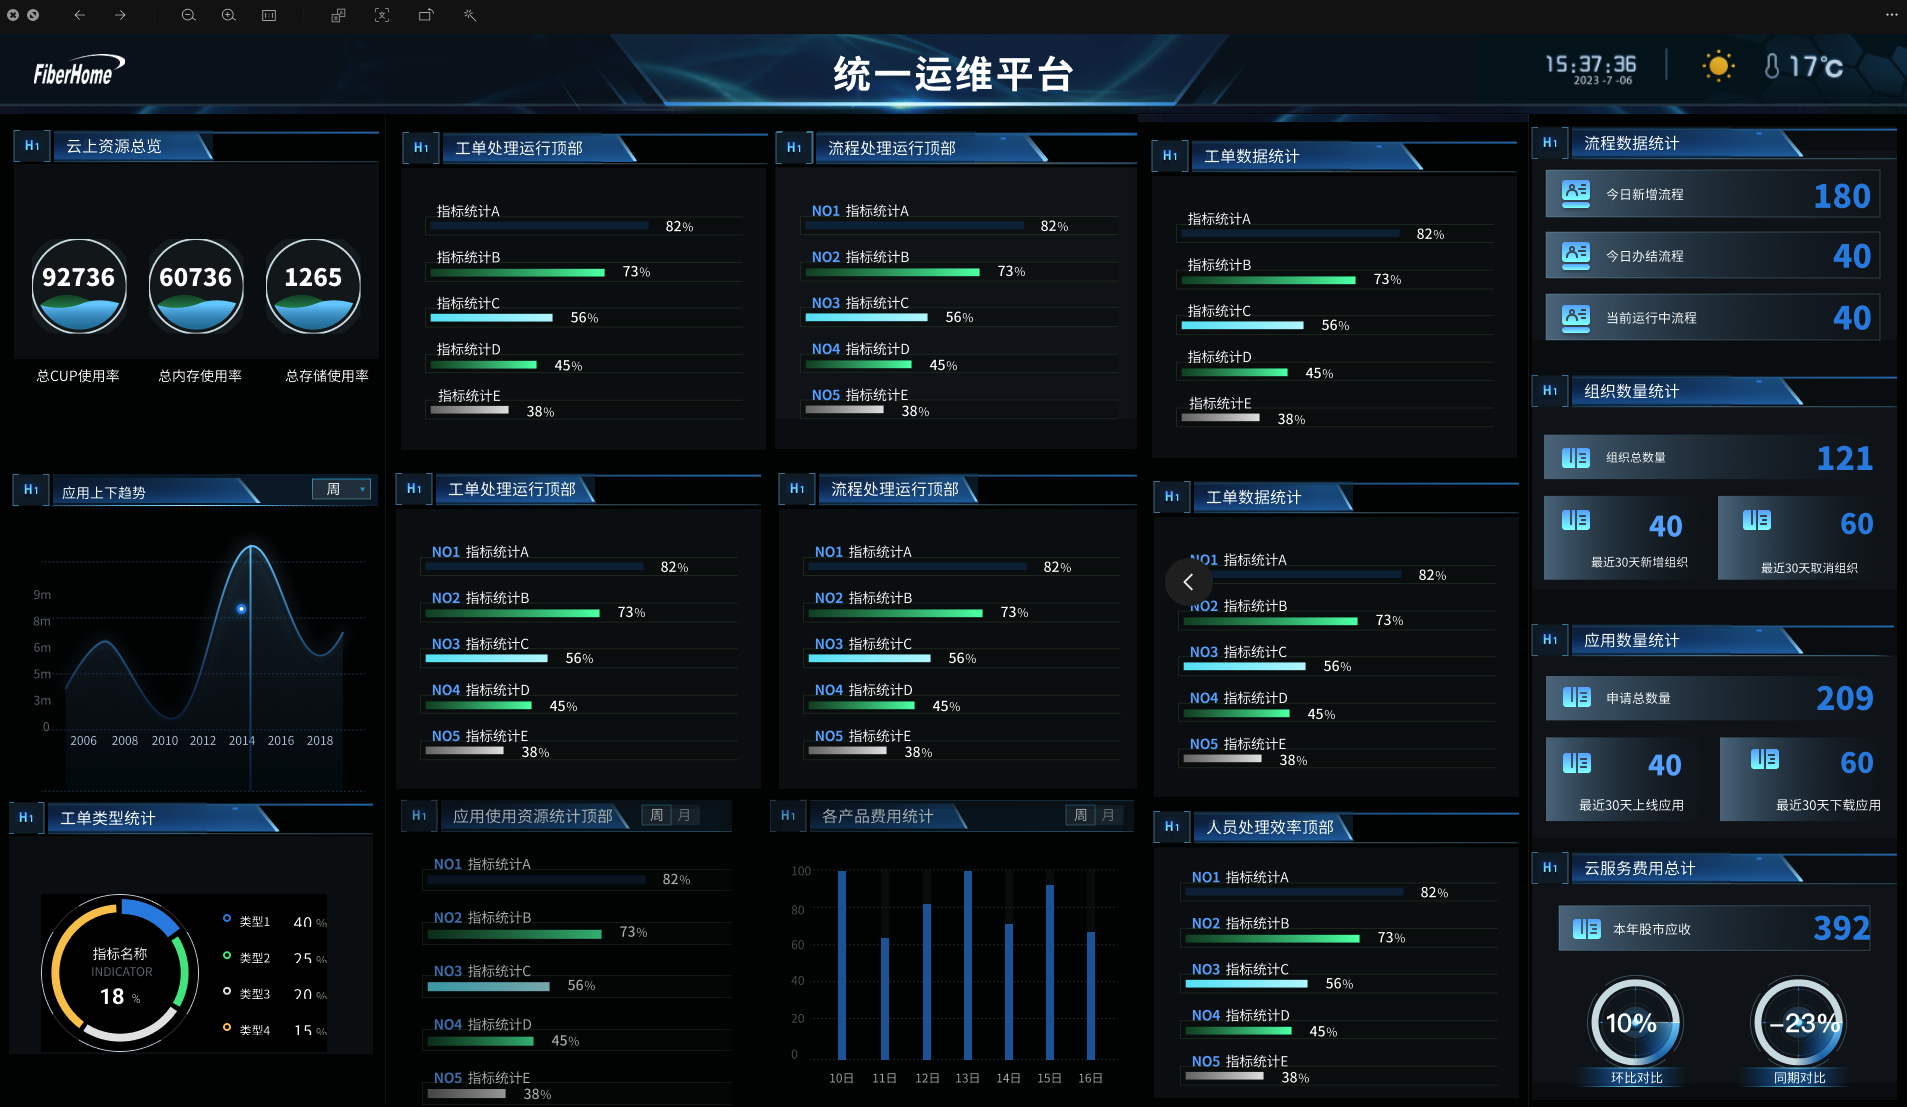 FiberHome
统一运维平台
15:37:36
2023 -7 -06
17℃
H1 云上资源总览
92736
60736
1265
总CUP使用率
总内存使用率
总存储使用率
H1 应用上下趋势
周
9m
8m
6m
5m
3m
0
2006 2008 2010 2012 2014 2016 2018
H1 工单类型统计
指标名称
INDICATOR
18 %
类型1 40 %
类型2 25 %
类型3 20 %
类型4 15 %
H1 工单处理运行顶部
指标统计A
82%
指标统计B
73%
指标统计C
56%
指标统计D
45%
指标统计E
38%
H1 流程处理运行顶部
NO1 指标统计A
82%
NO2 指标统计B
73%
NO3 指标统计C
56%
NO4 指标统计D
45%
NO5 指标统计E
38%
H1 工单数据统计
指标统计A
82%
指标统计B
73%
指标统计C
56%
指标统计D
45%
指标统计E
38%
H1 工单处理运行顶部
NO1 指标统计A
82%
NO2 指标统计B
73%
NO3 指标统计C
56%
NO4 指标统计D
45%
NO5 指标统计E
38%
H1 流程处理运行顶部
NO1 指标统计A
82%
NO2 指标统计B
73%
NO3 指标统计C
56%
NO4 指标统计D
45%
NO5 指标统计E
38%
H1 工单数据统计
NO1 指标统计A
82%
NO2 指标统计B
73%
NO3 指标统计C
56%
NO4 指标统计D
45%
NO5 指标统计E
38%
H1 应用使用资源统计顶部
周 月
NO1 指标统计A
82%
NO2 指标统计B
73%
NO3 指标统计C
56%
NO4 指标统计D
45%
NO5 指标统计E
38%
H1 各产品费用统计
周 月
100
80
60
40
20
0
10日 11日 12日 13日 14日 15日 16日
H1 人员处理效率顶部
NO1 指标统计A
82%
NO2 指标统计B
73%
NO3 指标统计C
56%
NO4 指标统计D
45%
NO5 指标统计E
38%
H1 流程数据统计
今日新增流程 180
今日办结流程 40
当前运行中流程 40
H1 组织数量统计
组织总数量 121
40
最近30天新增组织
60
最近30天取消组织
H1 应用数量统计
申请总数量 209
40
最近30天上线应用
60
最近30天下载应用
H1 云服务费用总计
本年股市应收 392
10%
环比对比
-23%
同期对比